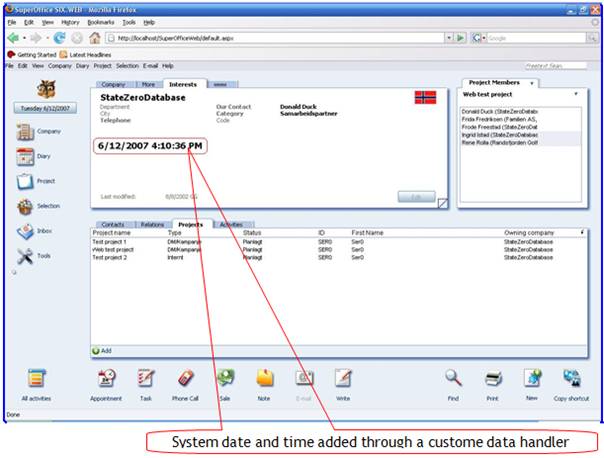 SuperOffice SIX.WEB - Mozilla Firefox
File Edit View History Bookmarks Tools Help
http://localhost/SuperOfficeWeb/default.aspx
Google
Getting Started Latest Headlines
File Edit View Company Diary Project Selection E-mail Help
Tuesday 6/12/2007
Company
Diary
Project
Selection
Inbox
Tools
Company More Interests www
StateZeroDatabase
Department
City
Telephone
Our Contact Donald Duck
Category Samarbeidspartner
Code
6/12/2007 4:10:36 PM
Last modified: 8/8/2002 GG
Edit
Project Members
Web test project
Donald Duck (StateZeroDatab
Frida Fredriksen (Familien AS,
Frode Freestad (StateZeroDat
Ingrid Istad (StateZeroDatab
Rene Rolla (Randsfjorden Golf
Contacts Relations Projects Activities
Project name Type Status ID First Name Owning company
Test project 1 DM/Kampanje Planlagt SER0 Ser0 StateZeroDatabase
Web test project DM/Kampanje Planlagt SER0 Ser0 StateZeroDatabase
Test project 2 Internt Planlagt SER0 Ser0 StateZeroDatabase
Add
All activities
Appointment Task Phone Call Sale Note E-mail Write
Find Print New Copy shortcut
Done
System date and time added through a custome data handler